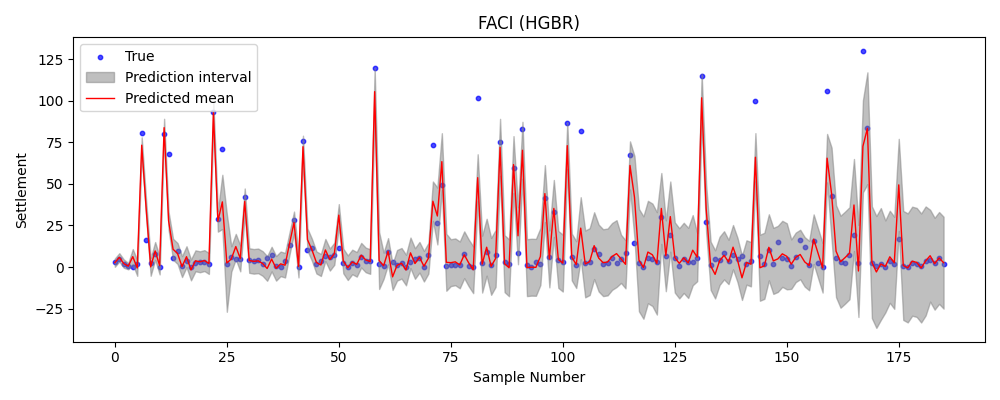 FACI (HGBR)
True
Prediction interval
Predicted mean
Settlement
125
100
75
50
25
0
−25
0
25
50
75
100
125
150
175
Sample Number